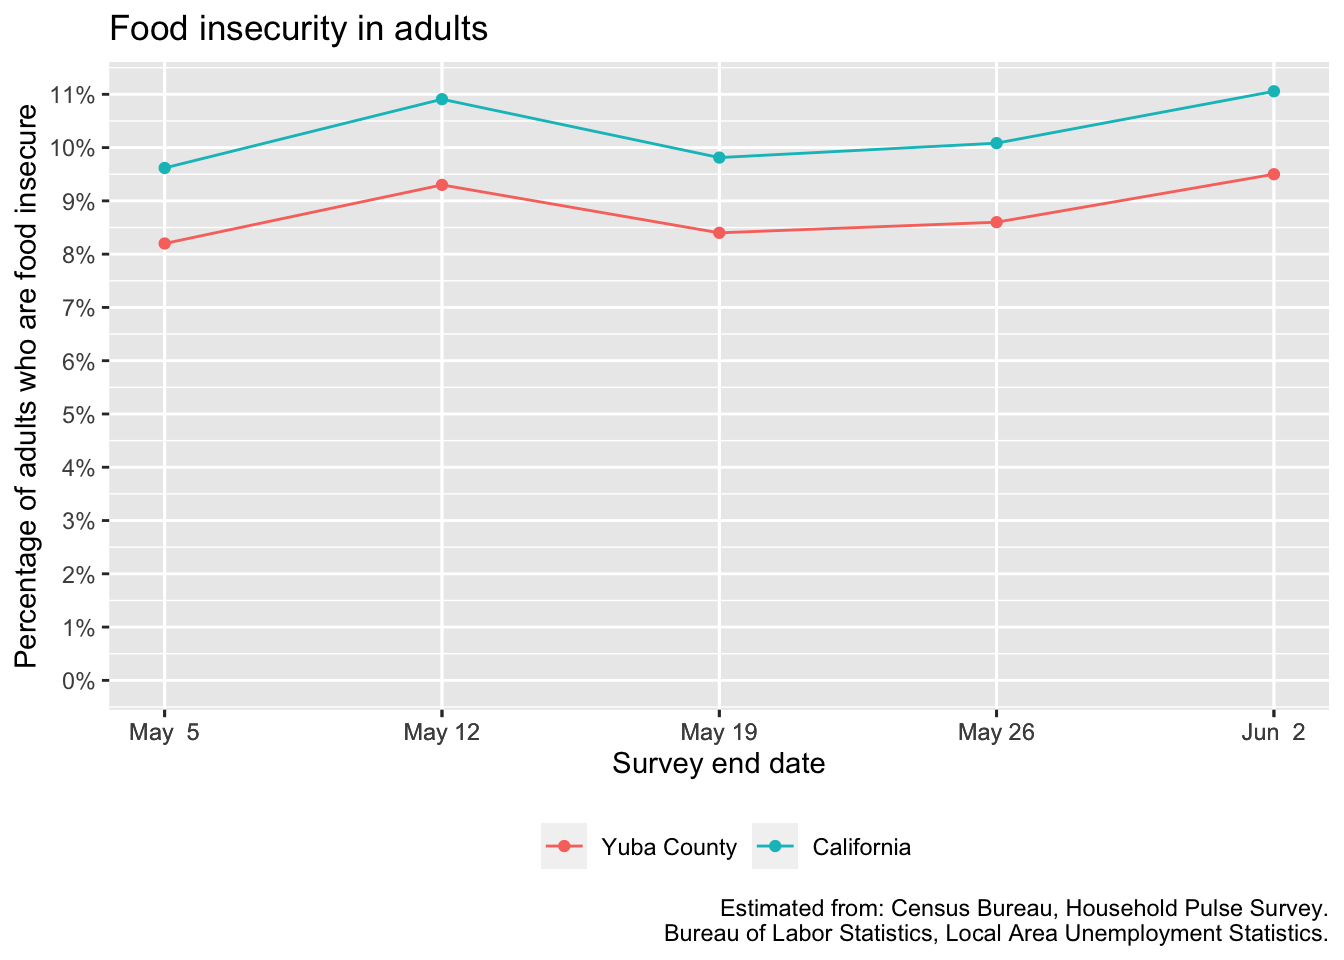 Food insecurity in adults
Percentage of adults who are food insecure
11%
10%
9%
8%
7%
6%
5%
4%
3%
2%
1%
0%
May  5
May 12
May 19
May 26
Jun  2
Survey end date
Yuba County
California
Estimated from: Census Bureau, Household Pulse Survey.
Bureau of Labor Statistics, Local Area Unemployment Statistics.